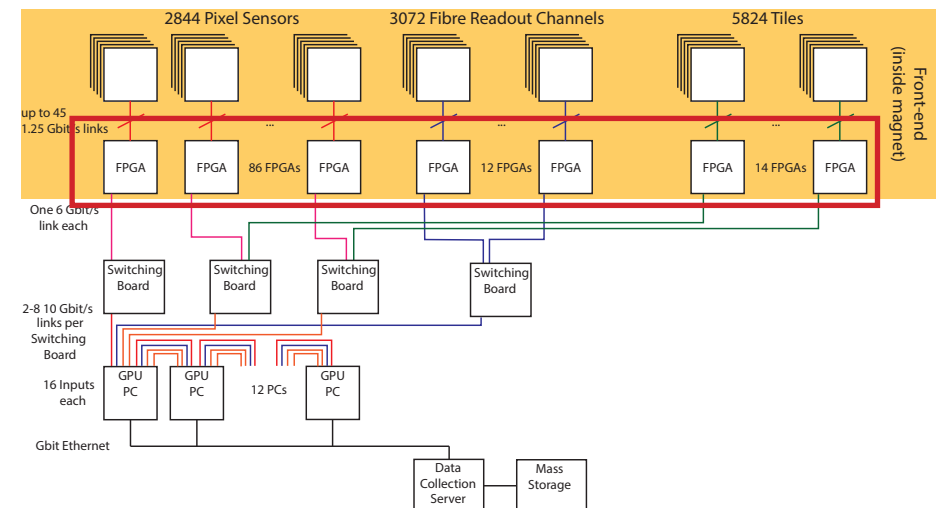 2844 Pixel Sensors
3072 Fibre Readout Channels
5824 Tiles
Front-end
(inside magnet)
up to 45
1.25 Gbit/s links
...
...
...
FPGA
FPGA
86 FPGAs
FPGA
FPGA
12 FPGAs
FPGA
FPGA
14 FPGAs
FPGA
One 6 Gbit/s
link each
Switching
Board
Switching
Board
Switching
Board
Switching
Board
2-8 10 Gbit/s
links per
Switching
Board
16 Inputs
each
GPU
PC
GPU
PC
12 PCs
GPU
PC
Gbit Ethernet
Data
Collection
Server
Mass
Storage